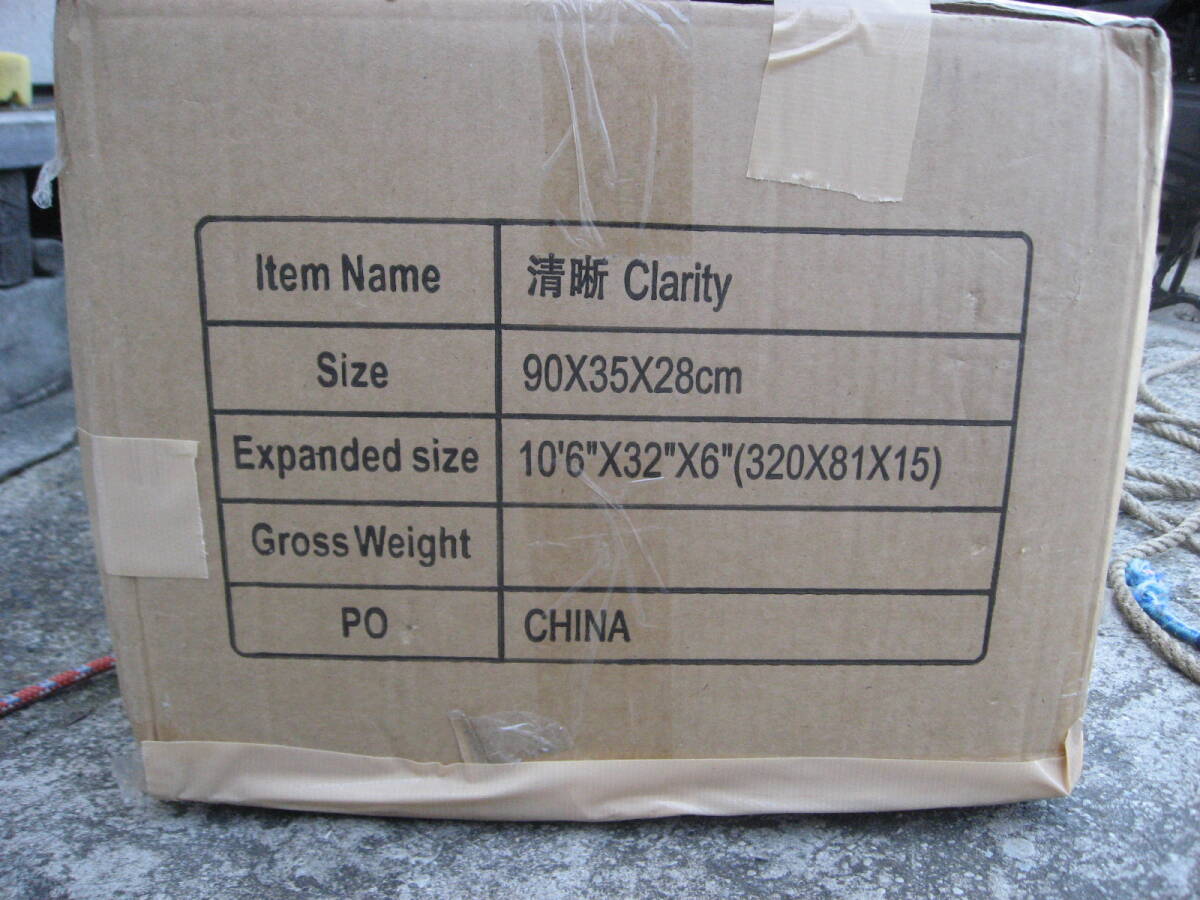 Item Name 清晰 Clarity
Size 90X35X28cm
Expanded size 10'6"X32"X6"(320X81X15)
Gross Weight
PO CHINA